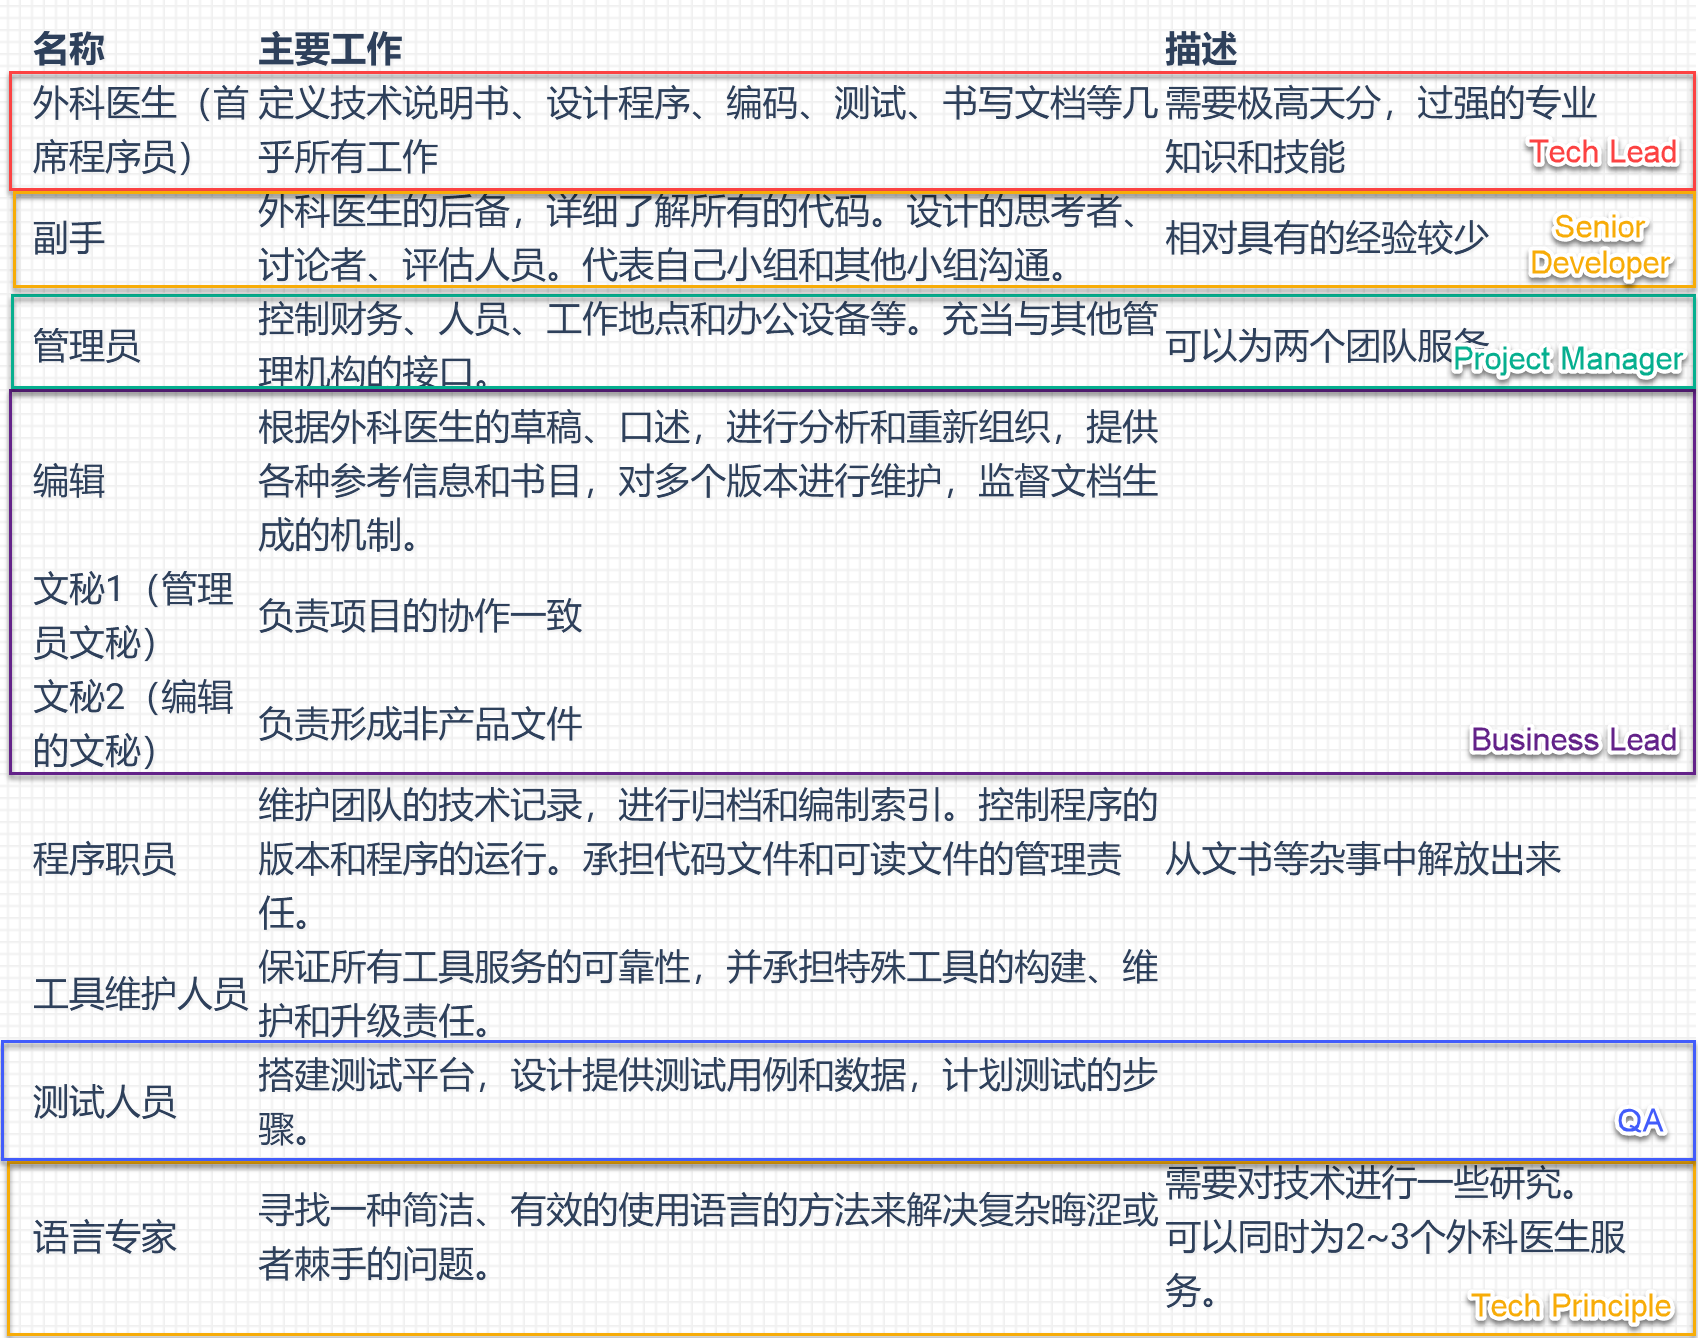 名称 主要工作 描述
外科医生（首 定义技术说明书、设计程序、编码、测试、书写文档等几 需要极高天分，过强的专业
席程序员） 乎所有工作 知识和技能 Tech Lead
外科医生的后备，详细了解所有的代码。设计的思考者、 Senior
副手 相对具有的经验较少
讨论者、评估人员。代表自己小组和其他小组沟通。 Developer
控制财务、人员、工作地点和办公设备等。充当与其他管
管理员 可以为两个团队服务
理机构的接口。 Project Manager
根据外科医生的草稿、口述，进行分析和重新组织，提供
编辑 各种参考信息和书目，对多个版本进行维护，监督文档生
成的机制。
文秘1（管理
负责项目的协作一致
员文秘）
文秘2（编辑
负责形成非产品文件
的文秘） Business Lead
维护团队的技术记录，进行归档和编制索引。控制程序的
程序职员 版本和程序的运行。承担代码文件和可读文件的管理责 从文书等杂事中解放出来
任。
保证所有工具服务的可靠性，并承担特殊工具的构建、维
工具维护人员
护和升级责任。
搭建测试平台，设计提供测试用例和数据，计划测试的步
测试人员
骤。 QA
需要对技术进行一些研究。
寻找一种简洁、有效的使用语言的方法来解决复杂晦涩或
语言专家 可以同时为2~3个外科医生服
者棘手的问题。
务。 Tech Principle